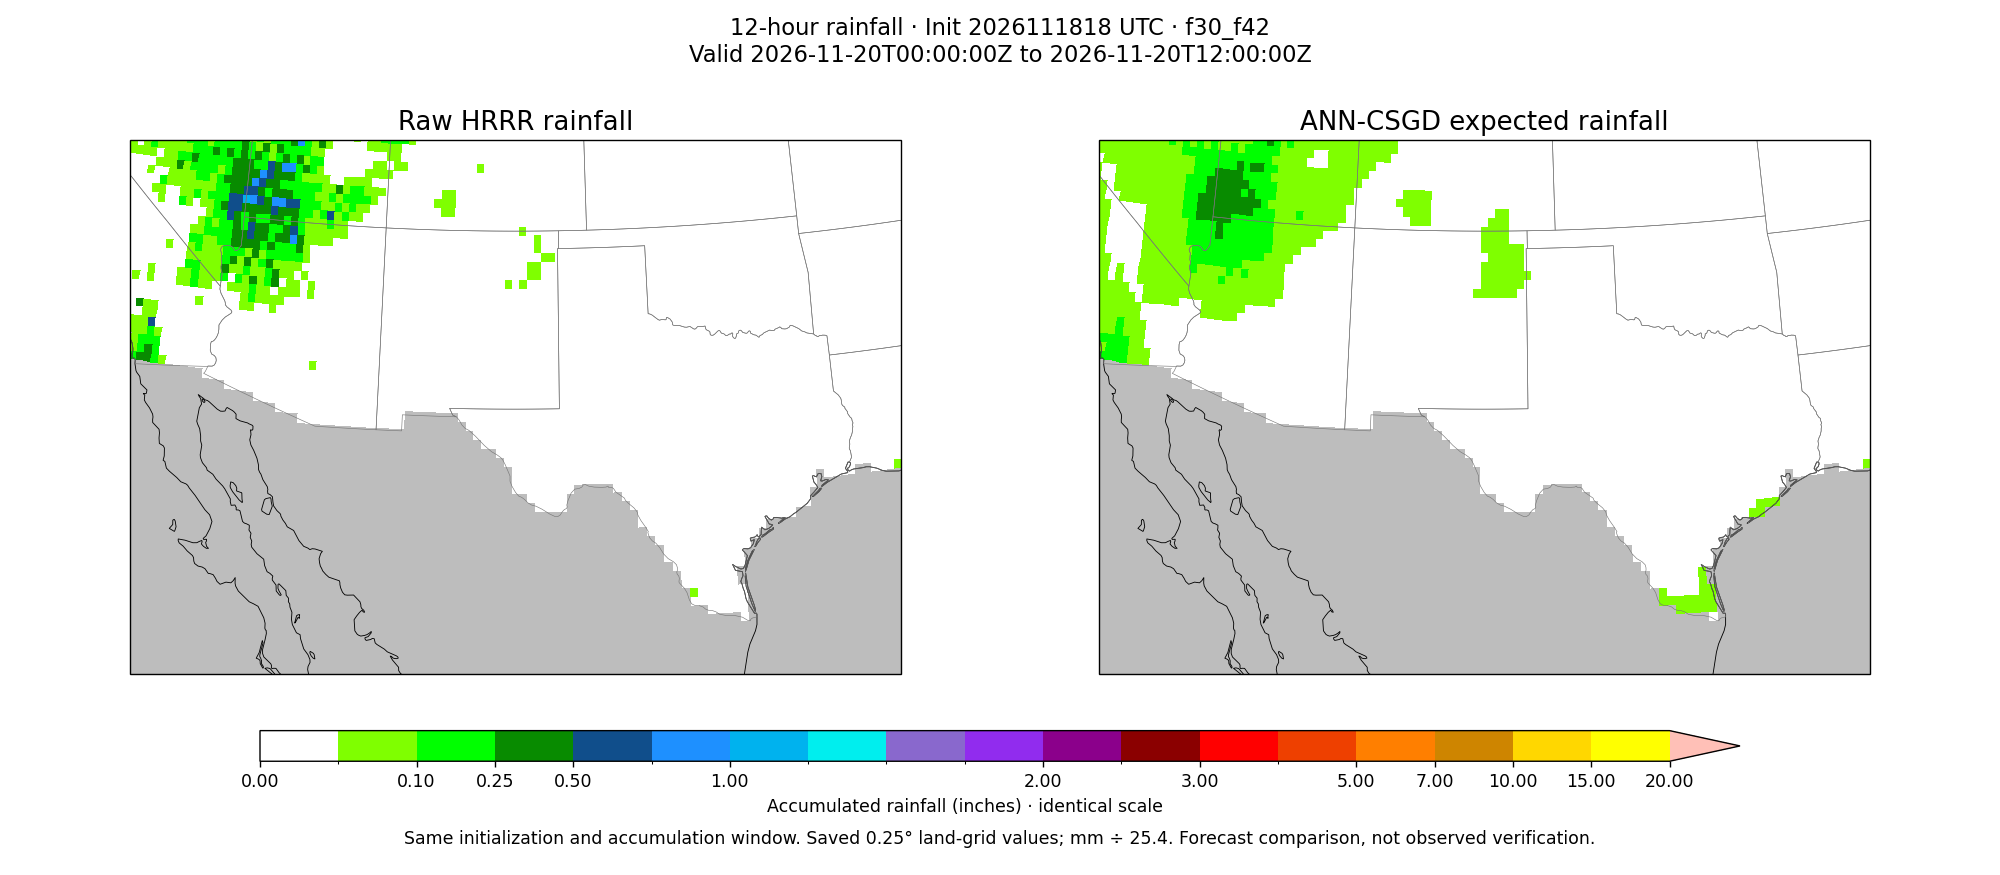 12-hour rainfall · Init 2026111818 UTC · f30_f42
Valid 2026-11-20T00:00:00Z to 2026-11-20T12:00:00Z
Raw HRRR rainfall
ANN-CSGD expected rainfall
0.00 0.10 0.25 0.50 1.00 2.00 3.00 5.00 7.00 10.00 15.00 20.00
Accumulated rainfall (inches) · identical scale
Same initialization and accumulation window. Saved 0.25° land-grid values; mm ÷ 25.4. Forecast comparison, not observed verification.